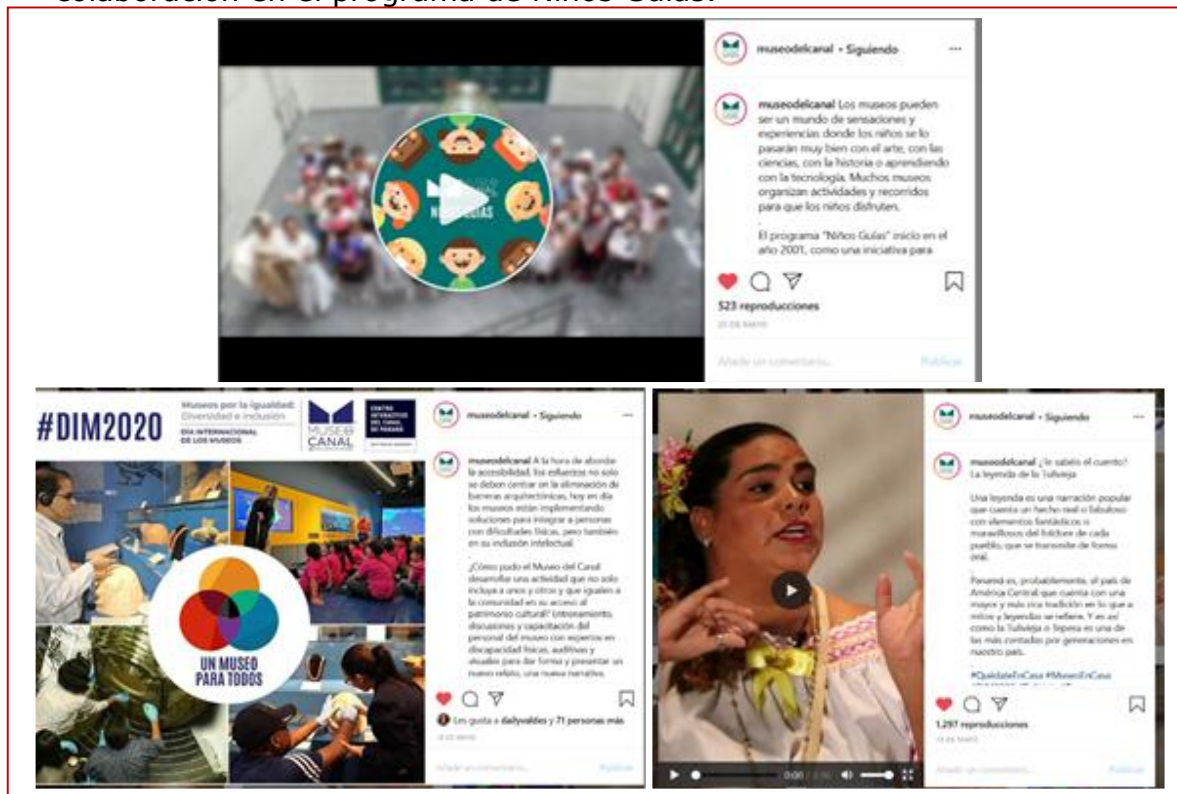 colaboración en el programa de Niños Guías.
museodelcanal • Siguiendo
museodelcanal Los museos pueden
ser un mundo de sensaciones y
experiencias donde los niños se lo
pasarán muy bien con el arte, con las
ciencias, con la historia o aprendiendo
con la tecnología. Muchos museos
organizan actividades y recorridos
para que los niños disfruten.
.
El programa "Niños Guías" inicio en el
año 2001, como una iniciativa para
523 reproducciones
Añade un comentario...
Publicar
#DIM2020
Museos por la igualdad:
Diversidad e inclusión
DÍA INTERNACIONAL
DE LOS MUSEOS
CANAL
CENTRO
INTERACTIVO
DEL CANAL
DE PANAMÁ
UN MUSEO
PARA TODOS
museodelcanal • Siguiendo
museodelcanal A la hora de abordar
la accesibilidad, los esfuerzos no solo
se deben centrar en la eliminación de
barreras arquitectónicas, hoy en día
los museos están implementando
soluciones para integrar a personas
con dificultades físicas, pero también
en su inclusión intelectual.
.
¿Cómo pudo el Museo del Canal
desarrollar una actividad que no solo
incluya a unos y otros y que igualen a
la comunidad en su acceso al
patrimonio cultural? Entrenamiento,
discusiones y capacitación del
personal del museo con expertos en
discapacidad físicas, auditivas y
visuales para dar forma y presentar un
nuevo relato, una nueva narrativa.
Les gusta a dailyvaldes y 71 personas más
Añade un comentario...
Publicar
museodelcanal • Siguiendo
museodelcanal ¿Te sabéis el cuento?
La leyenda de la Tulivieja
Una leyenda es una narración popular
que cuenta un hecho real o fabuloso
con elementos fantásticos o
maravillosos del folclore de cada
pueblo, que se transmite de forma
oral.
.
Panamá es, probablemente, el país de
América Central que cuenta con una
mayor y más rica tradición en lo que a
mitos y leyendas se refiere. Y es así
como la Tulivieja o Tepesa es una de
las más contadas por generaciones en
nuestro país.
.
#QuédateEnCasa #MuseoEnCasa
1,297 reproducciones
0:00
Añade un comentario...
Publicar